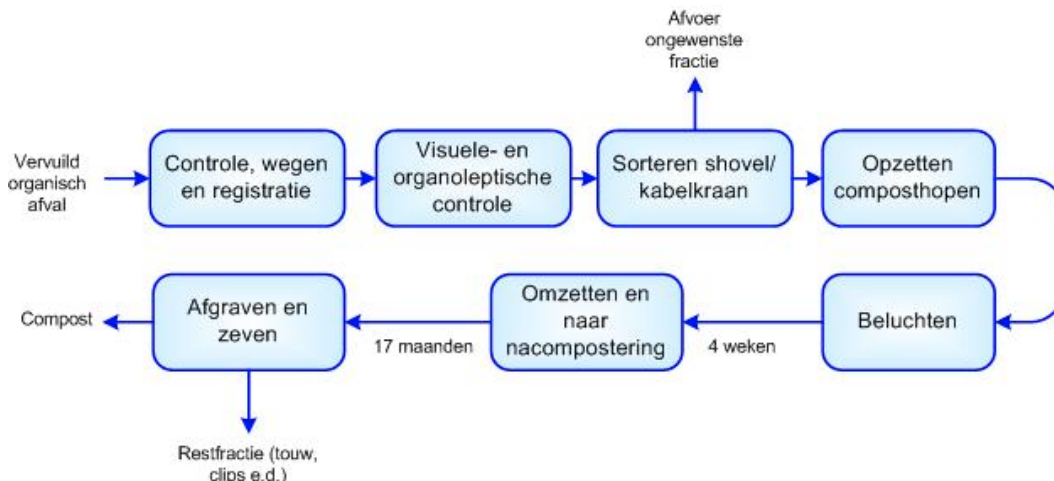 Afvoer
ongewenste
fractie
Vervuild
organisch
afval
Controle, wegen
en registratie
Visuele- en
organoleptische
controle
Sorteren shovel/
kabelkraan
Opzetten
composthopen
Beluchten
4 weken
Omzetten en
naar
nacompostering
17 maanden
Afgraven en
zeven
Compost
Restfractie (touw,
clips e.d.)